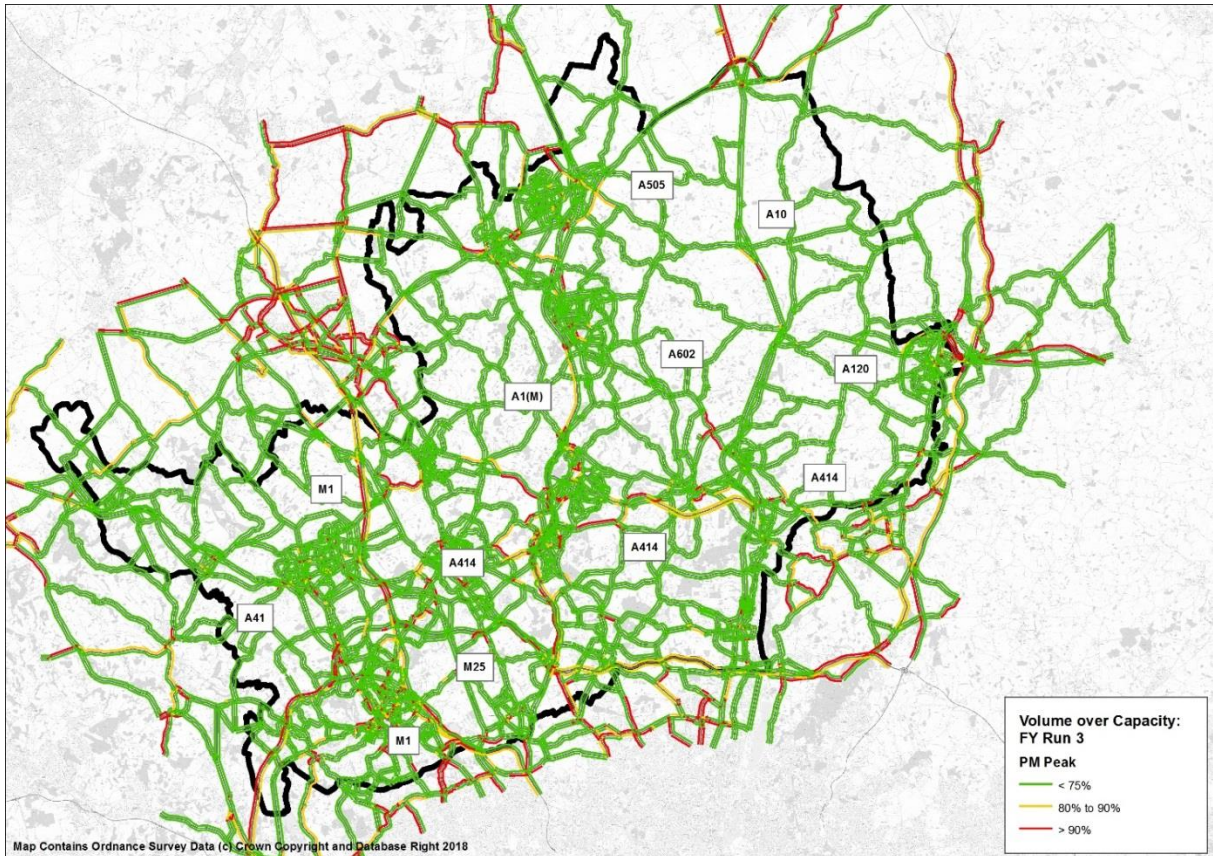 A505
A10
A602
A120
A1(M)
M1
A414
A414
A414
A41
M25
M1
Volume over Capacity:
FY Run 3
PM Peak
< 75%
80% to 90%
> 90%
Map Contains Ordnance Survey Data (c) Crown Copyright and Database Right 2018